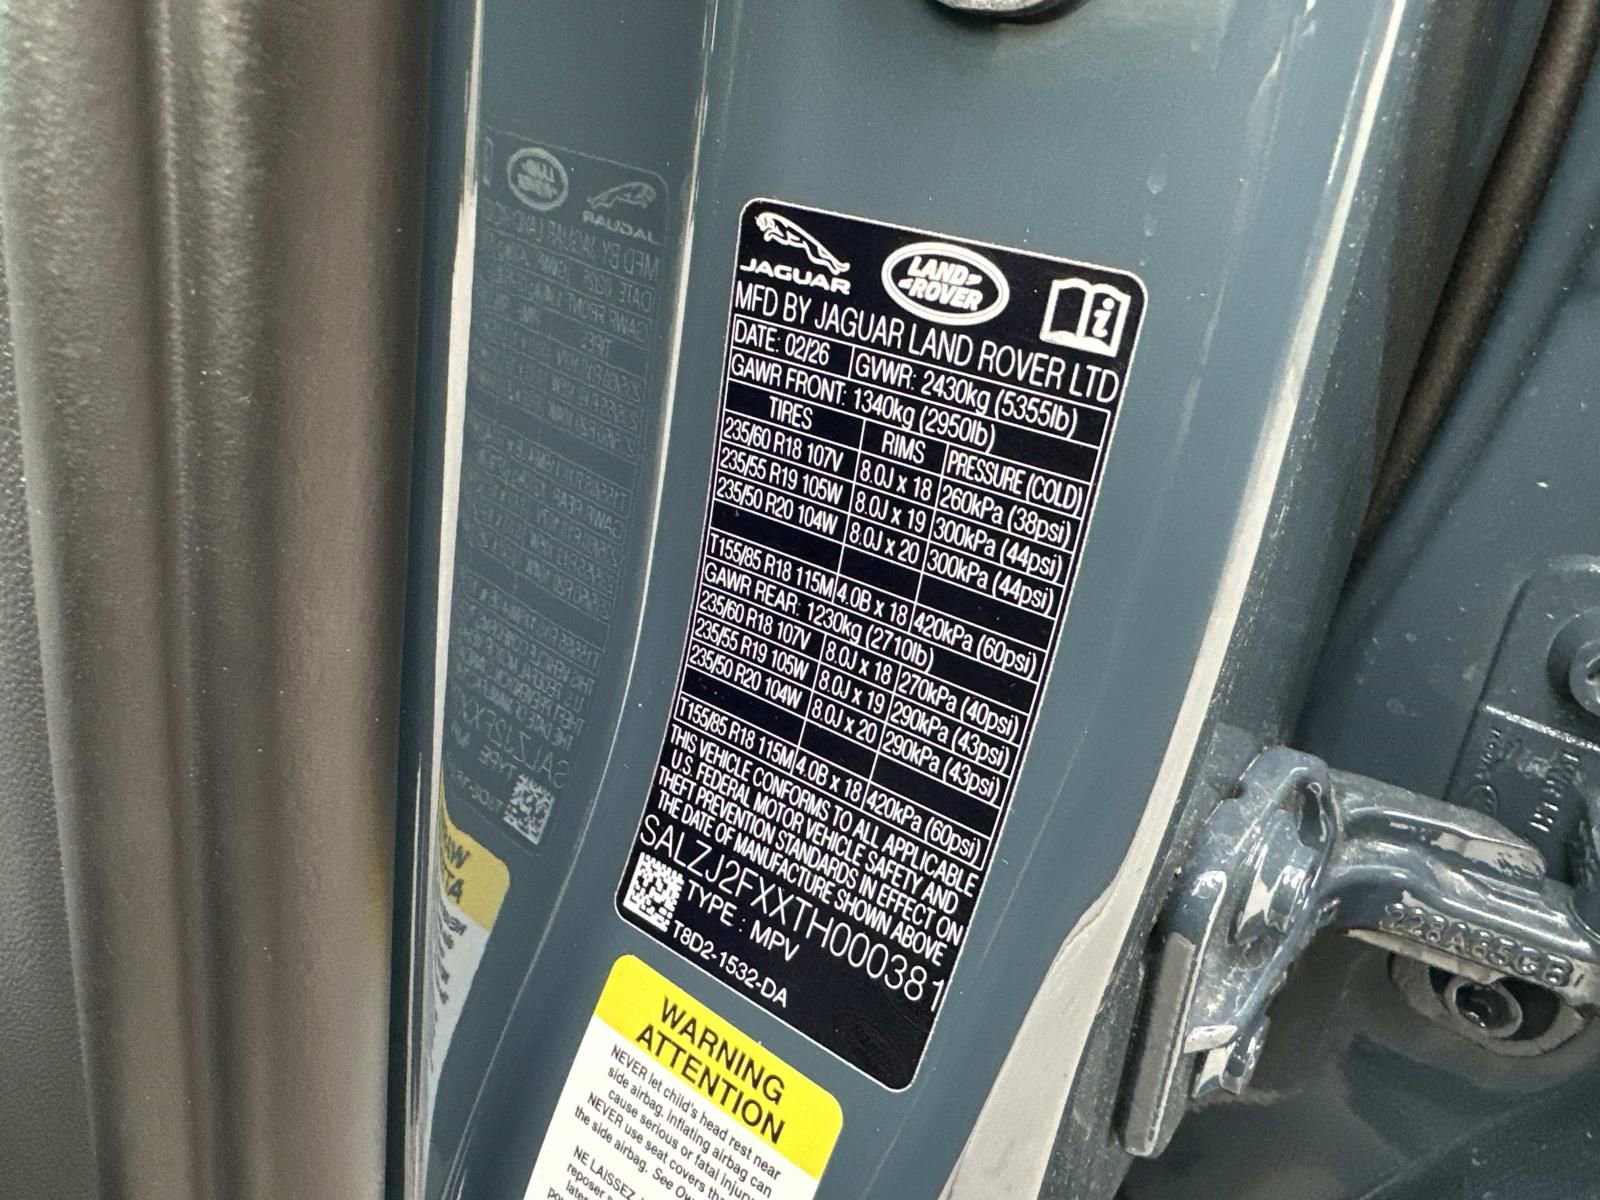 JAGUAR
LAND ROVER
MFD BY JAGUAR LAND ROVER LTD
DATE: 02/26 GVWR: 2430kg (5355lb)
GAWR FRONT: 1340kg (2950lb)
TIRES RIMS PRESSURE (COLD)
235/60 R18 107V 8.0J x 18 260kPa (38psi)
235/55 R19 105W 8.0J x 19 300kPa (44psi)
235/50 R20 104W 8.0J x 20 300kPa (44psi)
T155/85 R18 115M 4.0B x 18 420kPa (60psi)
GAWR REAR: 1230kg (2710lb)
235/60 R18 107V 8.0J x 18 270kPa (40psi)
235/55 R19 105W 8.0J x 19 290kPa (43psi)
235/50 R20 104W 8.0J x 20 290kPa (43psi)
T155/85 R18 115M 4.0B x 18 420kPa (60psi)
THIS VEHICLE CONFORMS TO ALL APPLICABLE
U.S. FEDERAL MOTOR VEHICLE SAFETY AND
THEFT PREVENTION STANDARDS IN EFFECT ON
THE DATE OF MANUFACTURE SHOWN ABOVE
SALZJ2FXXTH000381
TYPE : MPV
T8D2-1532-DA
WARNING
ATTENTION
NEVER let child's head rest near
side airbag. Inflating airbag can
cause serious or fatal injury
NEVER use seat covers
the side airbag. See
NE LAISSEZ
reposer